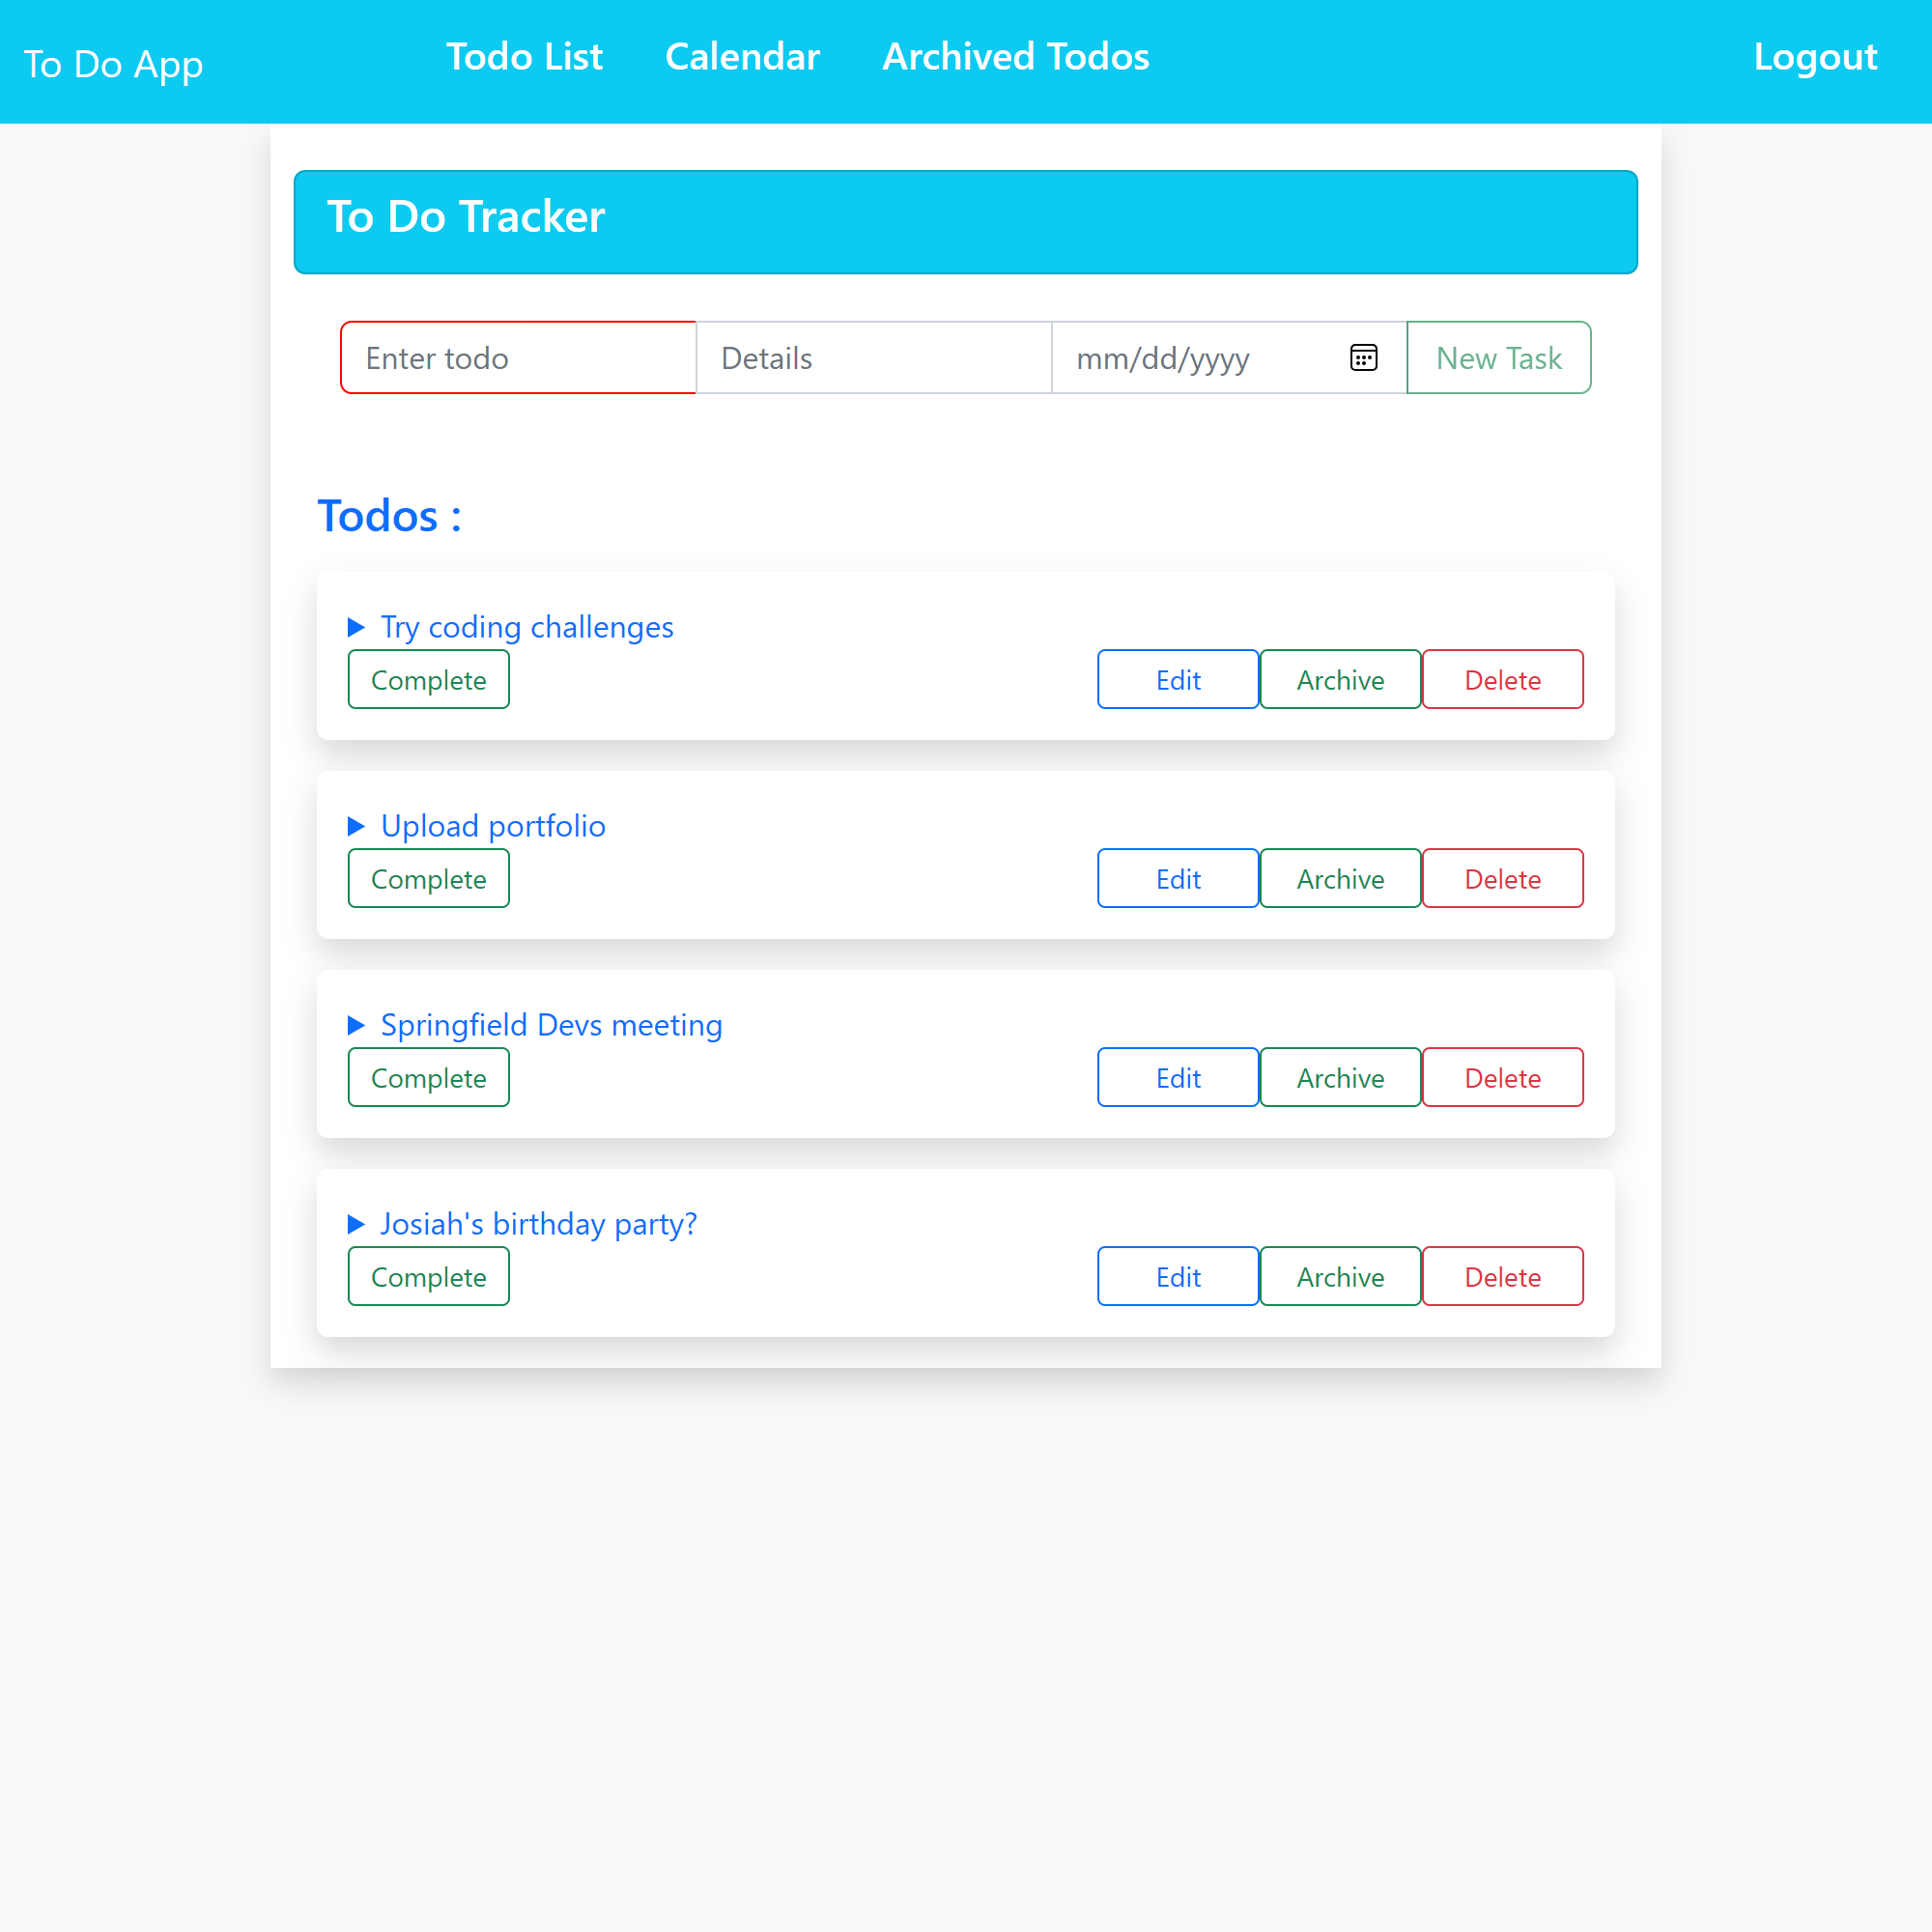 To Do App Todo List Calendar Archived Todos Logout
To Do Tracker
Enter todo Details mm/dd/yyyy New Task
Todos :
Try coding challenges
Complete Edit Archive Delete
Upload portfolio
Complete Edit Archive Delete
Springfield Devs meeting
Complete Edit Archive Delete
Josiah's birthday party?
Complete Edit Archive Delete